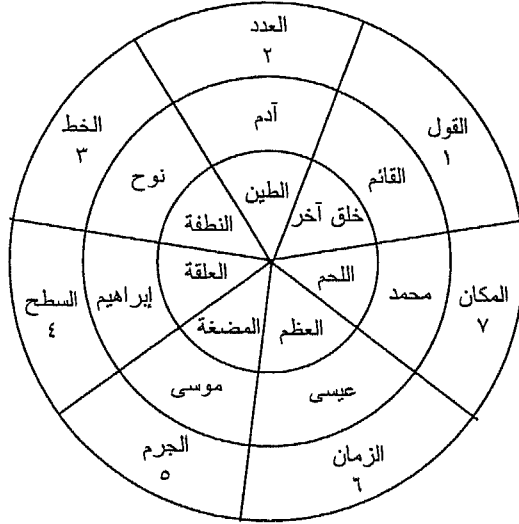 العدد
٢
الخط
٣
القول
١
آدم
نوح
القائم
الطين
النطفة
خلق آخر
السطح
٤
إبراهيم
العلقة
اللحم
محمد
المكان
٧
المضغة
العظم
موسى
عيسى
الجرم
٥
الزمان
٦